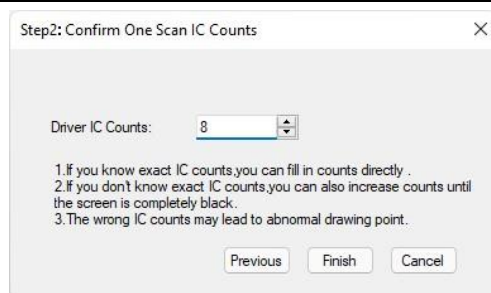 Step2: Confirm One Scan IC Counts
Driver IC Counts: 8
1.If you know exact IC counts,you can fill in counts directly .
2.If you don't know exact IC counts,you can also increase counts until
the screen is completely black.
3.The wrong IC counts may lead to abnormal drawing point.
Previous Finish Cancel